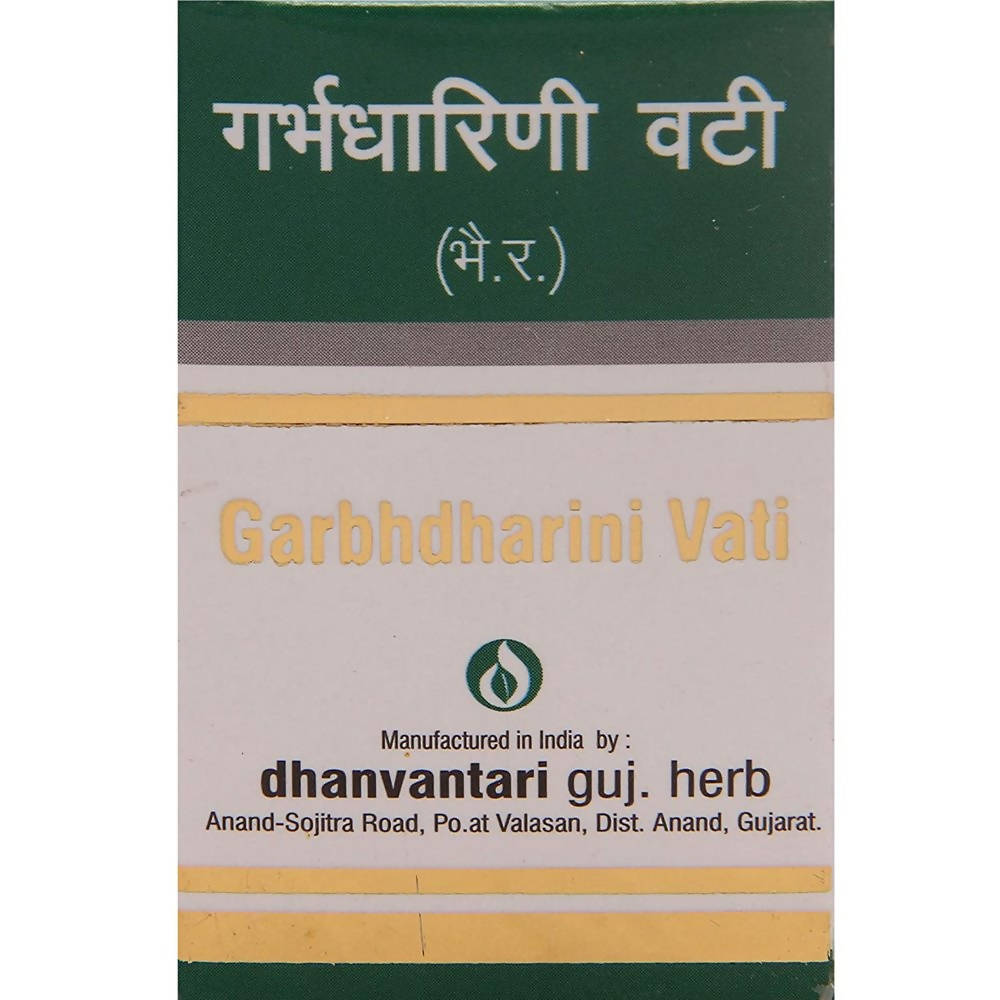 गर्भधारिणी वटी
(भै.र.)
Garbhdharini Vati
Manufactured in India by :
dhanvantari guj. herb
Anand-Sojitra Road, Po.at Valasan, Dist. Anand, Gujarat.